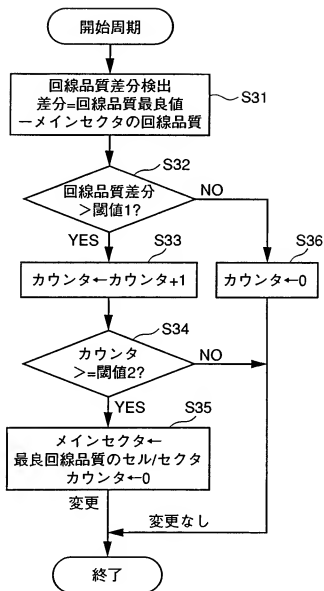 開始周期
回線品質差分検出
差分=回線品質最良値
ーメインセクタの回線品質
S31
S32
回線品質差分
>閾値1?
NO
YES
S33
S36
カウンタ←カウンタ+1
カウンタ←0
S34
カウンタ
>=閾値2?
NO
YES
S35
メインセクタ←
最良回線品質のセル/セクタ
カウンタ←0
変更
変更なし
終了